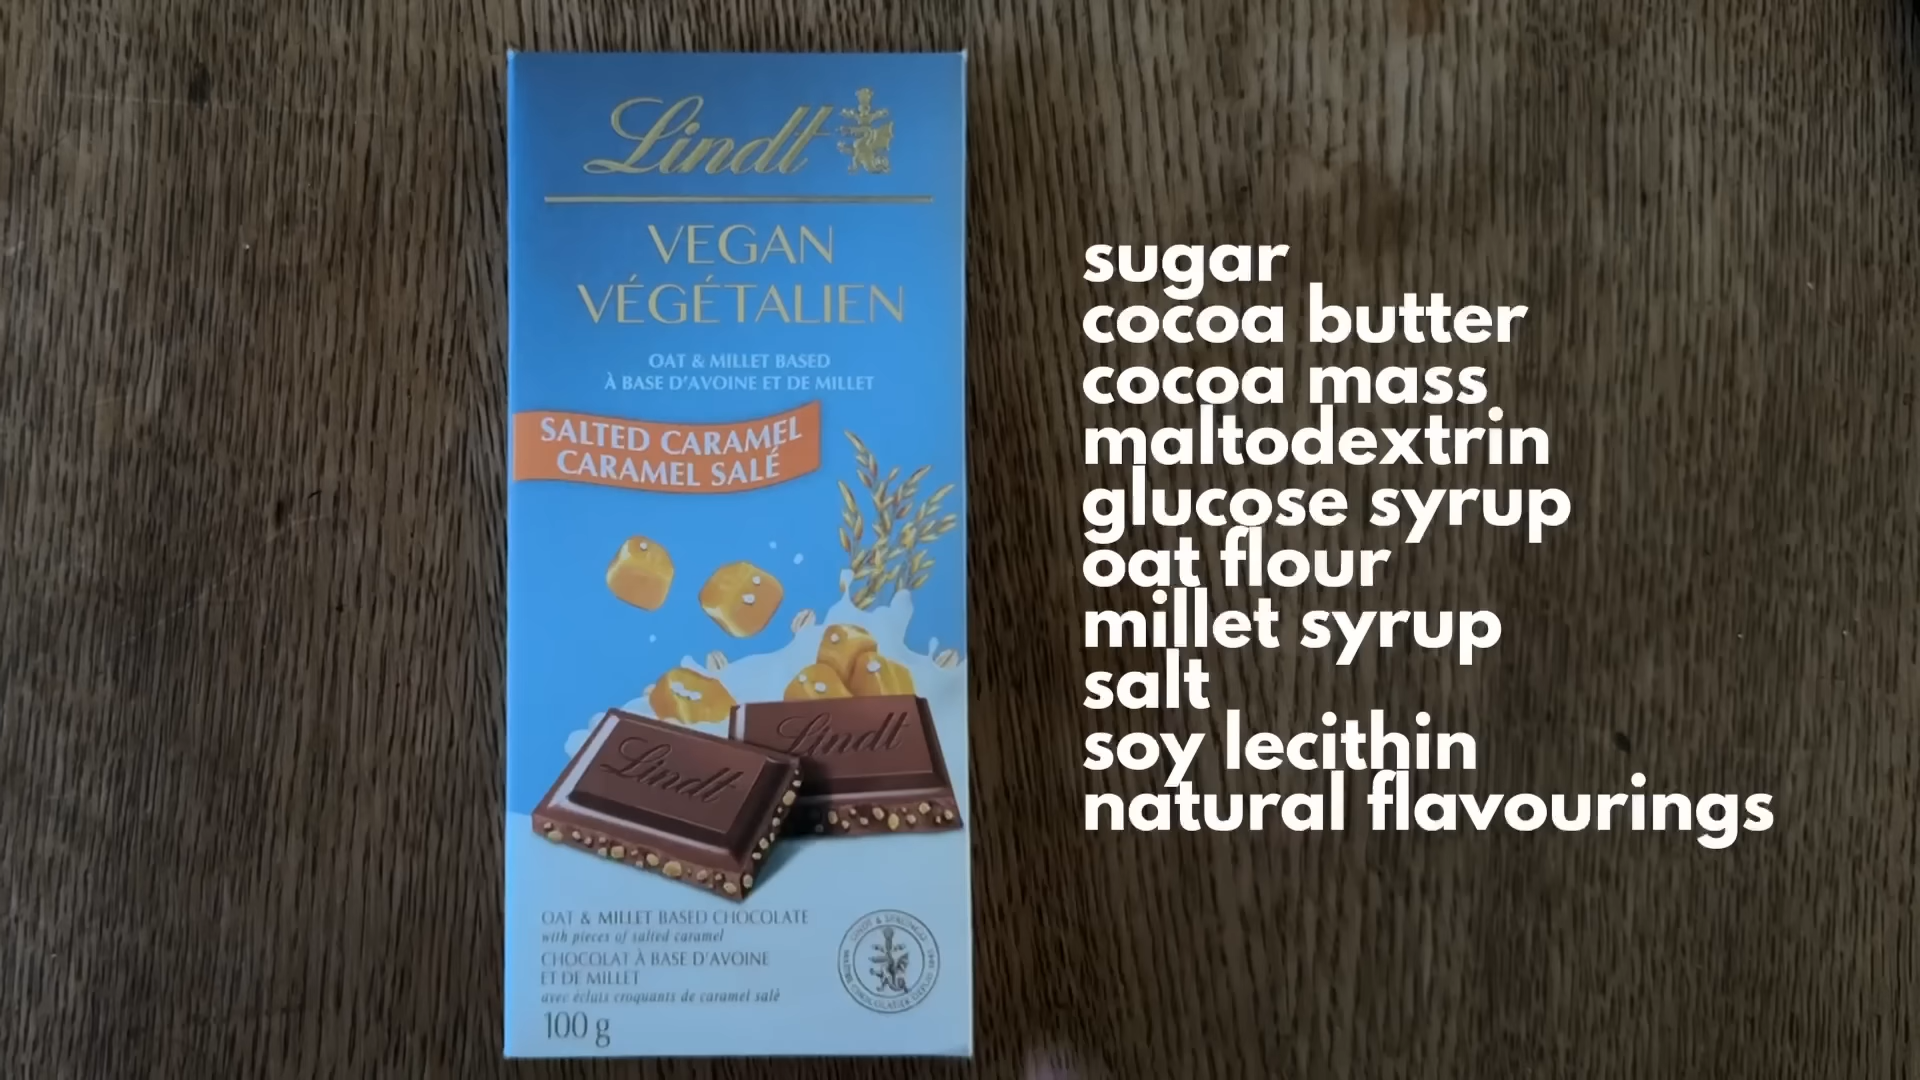 Lindt
VEGAN
VÉGÉTALIEN
OAT & MILLET BASED
À BASE D'AVOINE ET DE MILLET
SALTED CARAMEL
CARAMEL SALÉ
Lindt
Lindt
OAT & MILLET BASED CHOCOLATE
with pieces of salted caramel
CHOCOLAT À BASE D'AVOINE
ET DE MILLET
avec éclats croquants de caramel salé
100 g
sugar
cocoa butter
cocoa mass
maltodextrin
glucose syrup
oat flour
millet syrup
salt
soy lecithin
natural flavourings